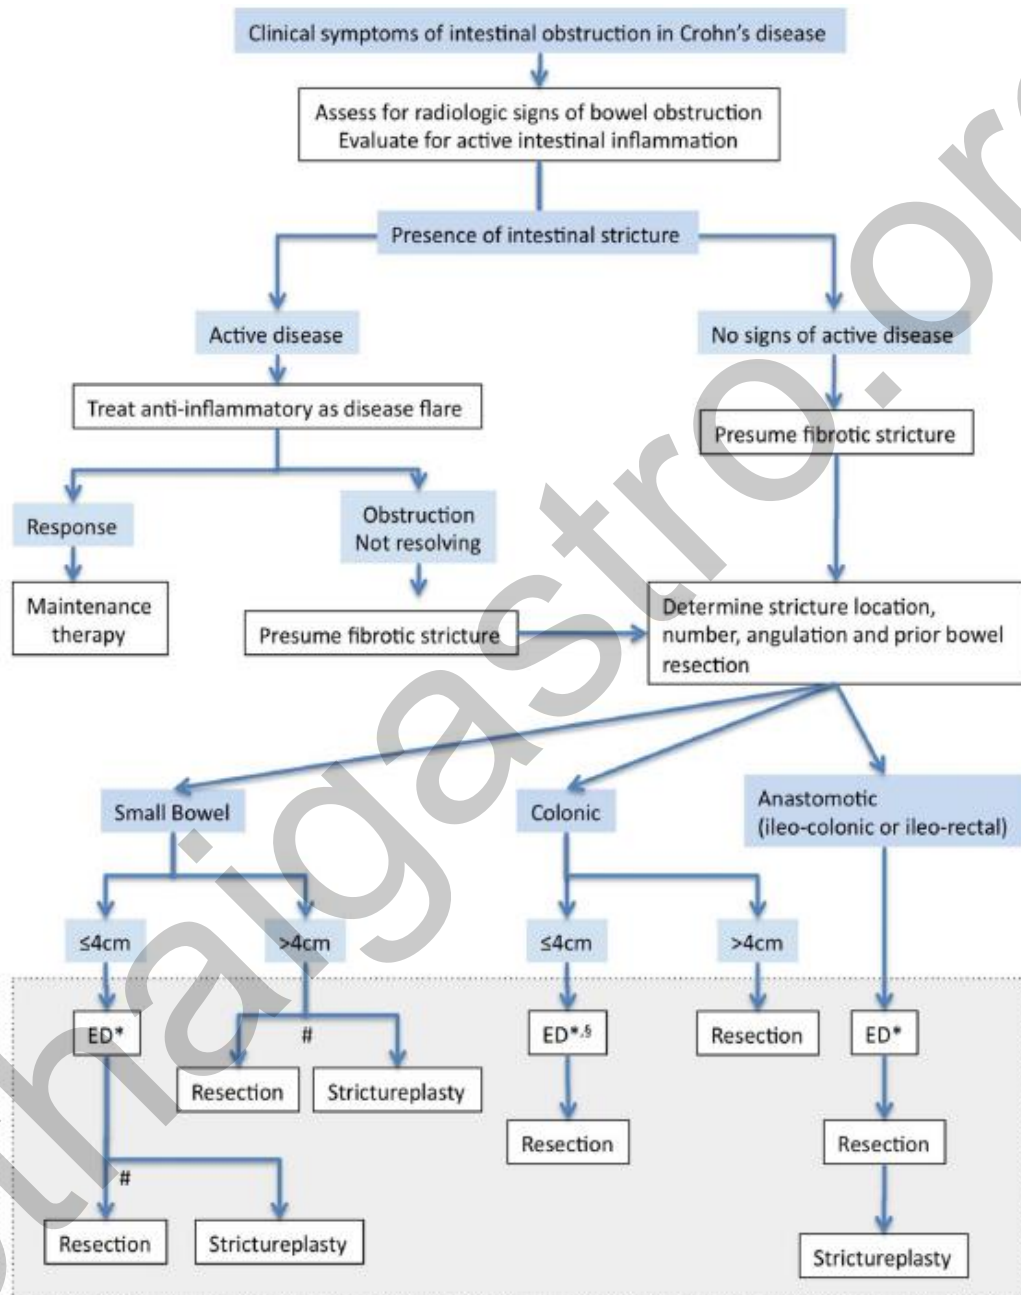 Clinical symptoms of intestinal obstruction in Crohn's disease
Assess for radiologic signs of bowel obstruction
Evaluate for active intestinal inflammation
Presence of intestinal stricture
Active disease
No signs of active disease
Treat anti-inflammatory as disease flare
Presume fibrotic stricture
Response
Obstruction
Not resolving
Maintenance
therapy
Presume fibrotic stricture
Determine stricture location,
number, angulation and prior bowel
resection
Small Bowel
Colonic
Anastomotic
(ileo-colonic or ileo-rectal)
≤4cm
>4cm
≤4cm
>4cm
ED*
#
Resection
Strictureplasty
ED*,§
Resection
Resection
ED*
Resection
Strictureplasty
#
Resection
Strictureplasty
thaigastro.or